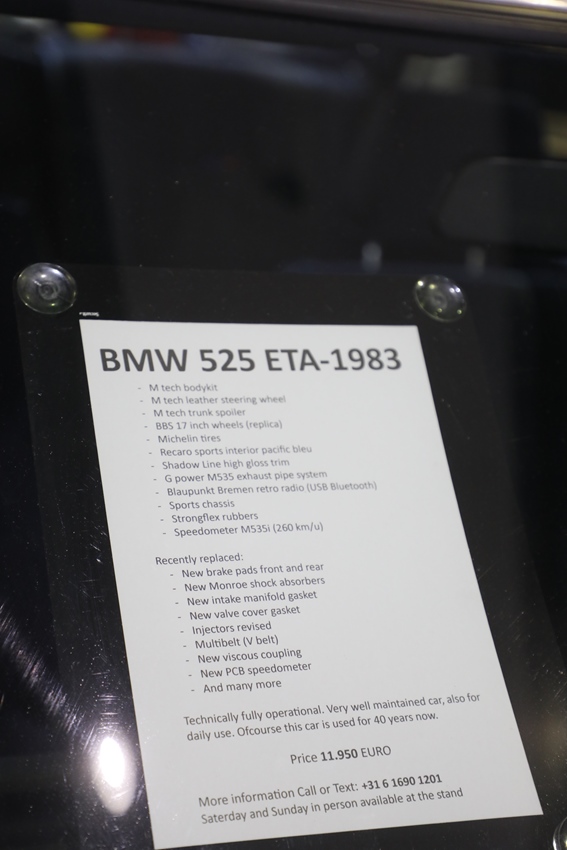 BMW 525 ETA-1983
- M tech bodykit
- M tech leather steering wheel
- M tech trunk spoiler
- BBS 17 inch wheels (replica)
- Michelin tires
- Recaro sports interior pacific bleu
- Shadow Line high gloss trim
- G power M535 exhaust pipe system
- Blaupunkt Bremen retro radio (USB Bluetooth)
- Sports chassis
- Strongflex rubbers
- Speedometer M535i (260 km/u)
Recently replaced:
- New brake pads front and rear
- New Monroe shock absorbers
- New intake manifold gasket
- New valve cover gasket
- Injectors revised
- Multibelt (V belt)
- New viscous coupling
- New PCB speedometer
- And many more
Technically fully operational. Very well maintained car, also for
daily use. Ofcourse this car is used for 40 years now.
Price 11.950 EURO
More information Call or Text: +31 6 1690 1201
Saterday and Sunday in person available at the stand